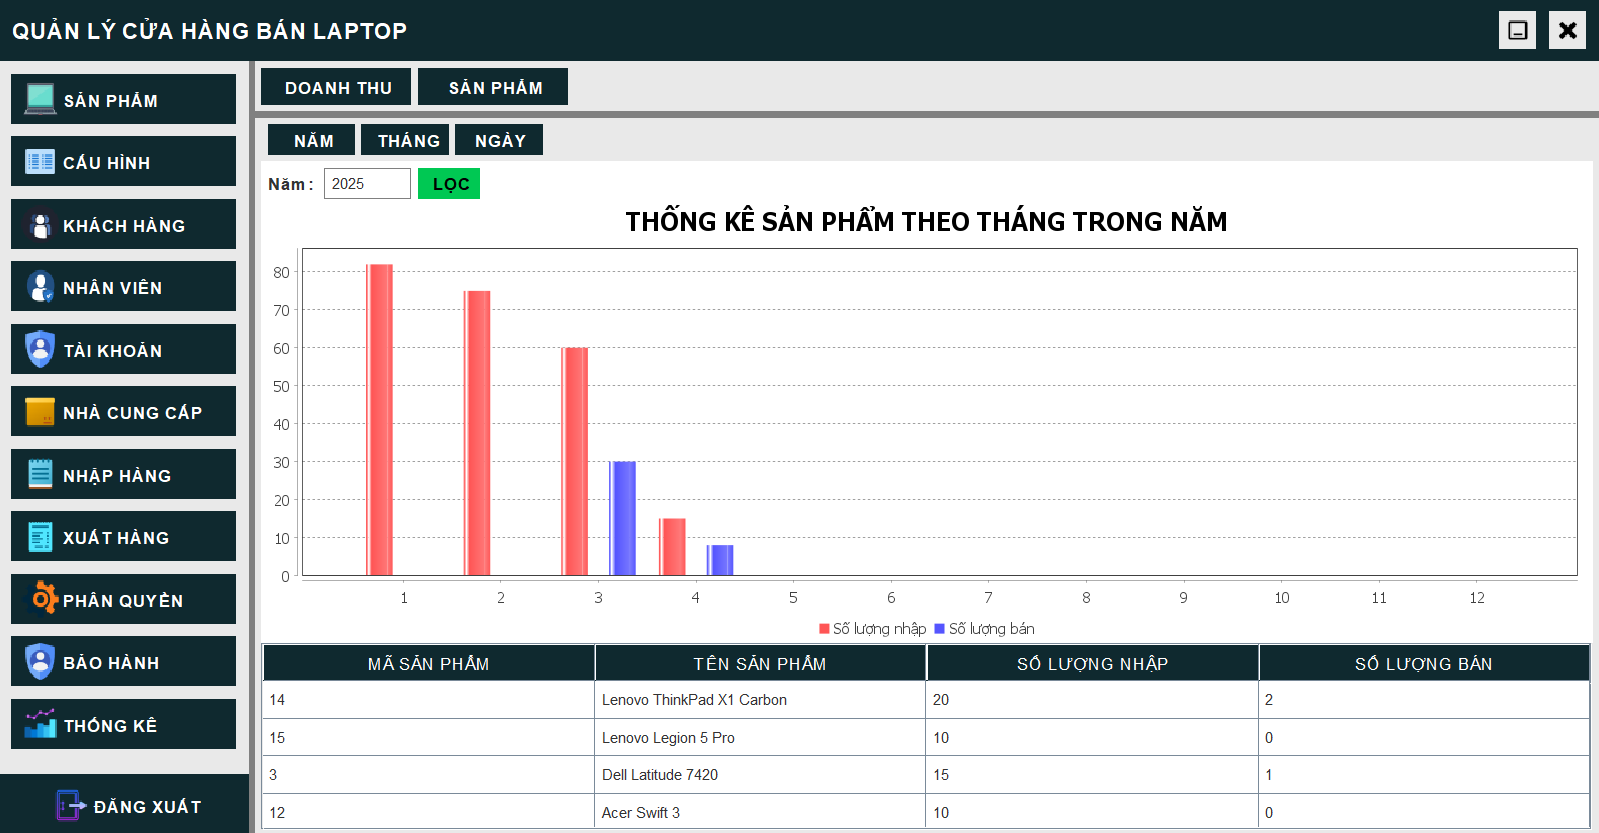 QUẢN LÝ CỬA HÀNG BÁN LAPTOP
SẢN PHẨM
CẤU HÌNH
KHÁCH HÀNG
NHÂN VIÊN
TÀI KHOẢN
NHÀ CUNG CẤP
NHẬP HÀNG
XUẤT HÀNG
PHÂN QUYỀN
BẢO HÀNH
THỐNG KÊ
ĐĂNG XUẤT
DOANH THU SẢN PHẨM
NĂM THÁNG NGÀY
Năm : 2025 LỌC
THỐNG KÊ SẢN PHẨM THEO THÁNG TRONG NĂM
80
70
60
50
40
30
20
10
0
1 2 3 4 5 6 7 8 9 10 11 12
Số lượng nhập Số lượng bán
MÃ SẢN PHẨM TÊN SẢN PHẨM SỐ LƯỢNG NHẬP SỐ LƯỢNG BÁN
14 Lenovo ThinkPad X1 Carbon 20 2
15 Lenovo Legion 5 Pro 10 0
3 Dell Latitude 7420 15 1
12 Acer Swift 3 10 0